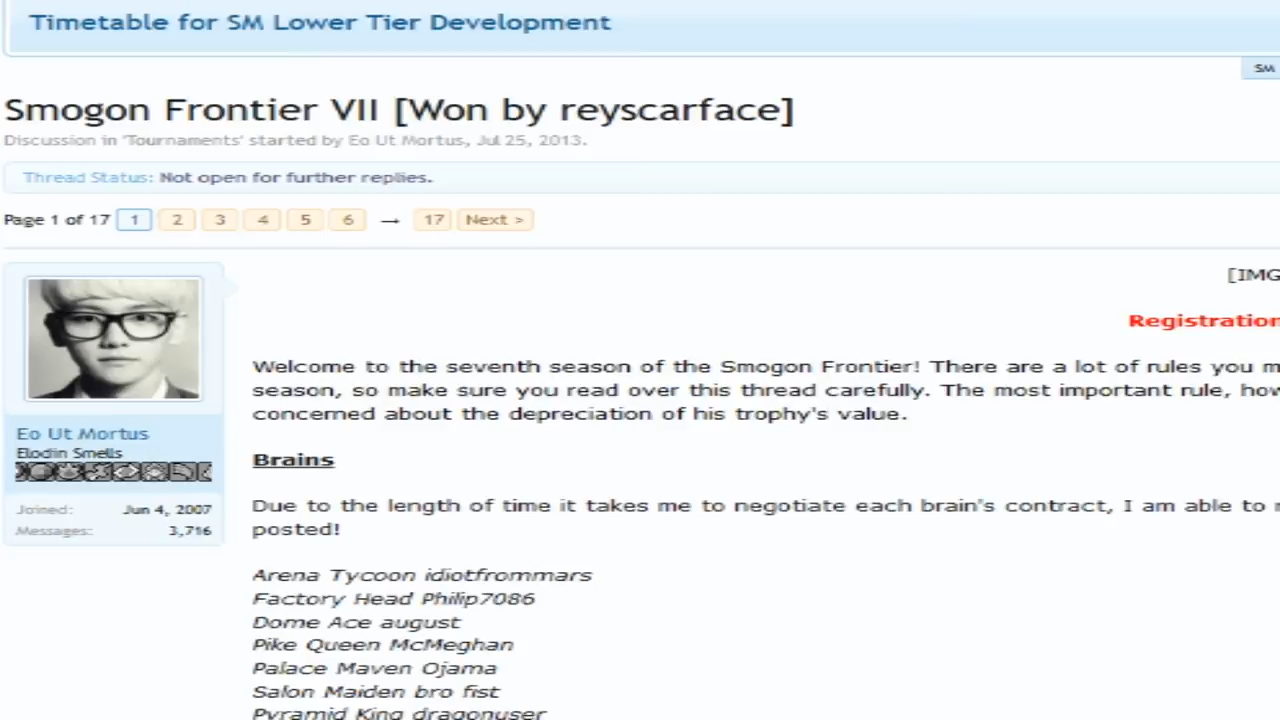 Timetable for SM Lower Tier Development
SM
Smogon Frontier VII [Won by reyscarface]
Discussion in 'Tournaments' started by Eo Ut Mortus, Jul 25, 2013.
Thread Status: Not open for further replies.
Page 1 of 17 1 2 3 4 5 6 → 17 Next >
[IMG
Registration
Welcome to the seventh season of the Smogon Frontier! There are a lot of rules you m
season, so make sure you read over this thread carefully. The most important rule, how
concerned about the depreciation of his trophy's value.
Eo Ut Mortus
Elodin Smells
Brains
Joined: Jun 4, 2007
Messages: 3,716
Due to the length of time it takes me to negotiate each brain's contract, I am able to
posted!
Arena Tycoon idiotfrommars
Factory Head Philip7086
Dome Ace august
Pike Queen McMeghan
Palace Maven Ojama
Salon Maiden bro fist
Pyramid King dragonuser